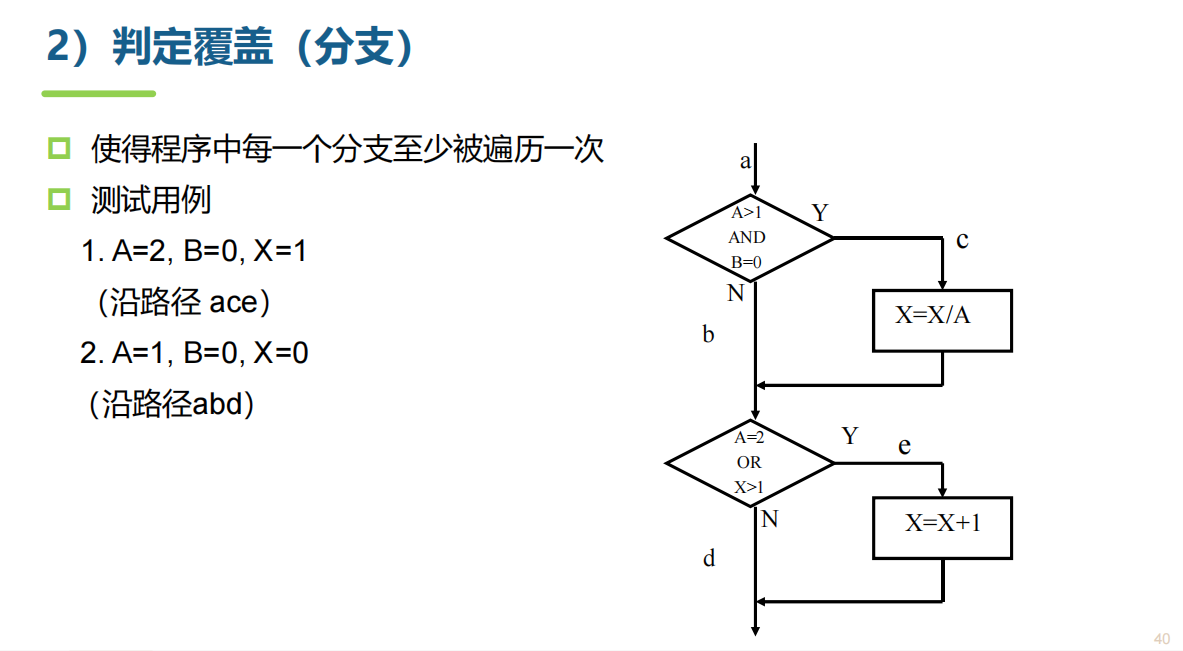 2）判定覆盖（分支）
使得程序中每一个分支至少被遍历一次
测试用例
1. A=2, B=0, X=1
（沿路径 ace）
2. A=1, B=0, X=0
（沿路径abd）
a
A>1
AND
B=0
Y
c
N
b
X=X/A
A=2
OR
X>1
Y
e
N
d
X=X+1
40